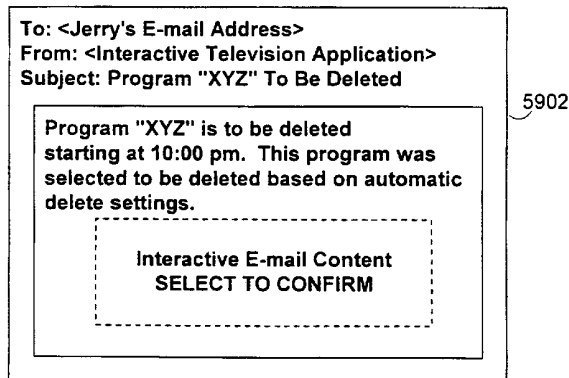 To: <Jerry's E-mail Address>
From: <Interactive Television Application>
Subject: Program "XYZ" To Be Deleted
5902
Program "XYZ" is to be deleted
starting at 10:00 pm. This program was
selected to be deleted based on automatic
delete settings.
Interactive E-mail Content
SELECT TO CONFIRM